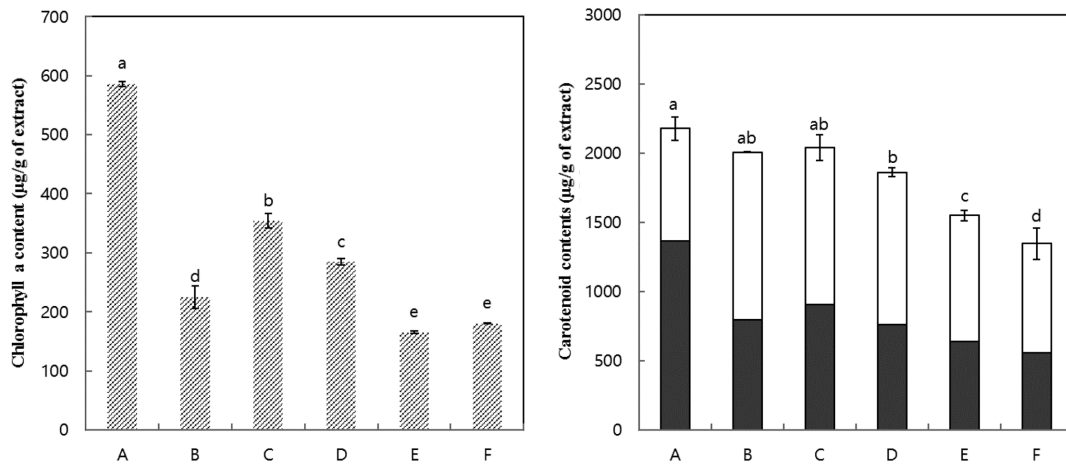 Chlorophyll a content (µg/g of extract)
700
600
500
400
300
200
100
0
a
d
b
c
e
e
A B C D E F
Carotenoid contents (µg/g of extract)
3000
2500
2000
1500
1000
500
0
a
ab
ab
b
c
d
A B C D E F